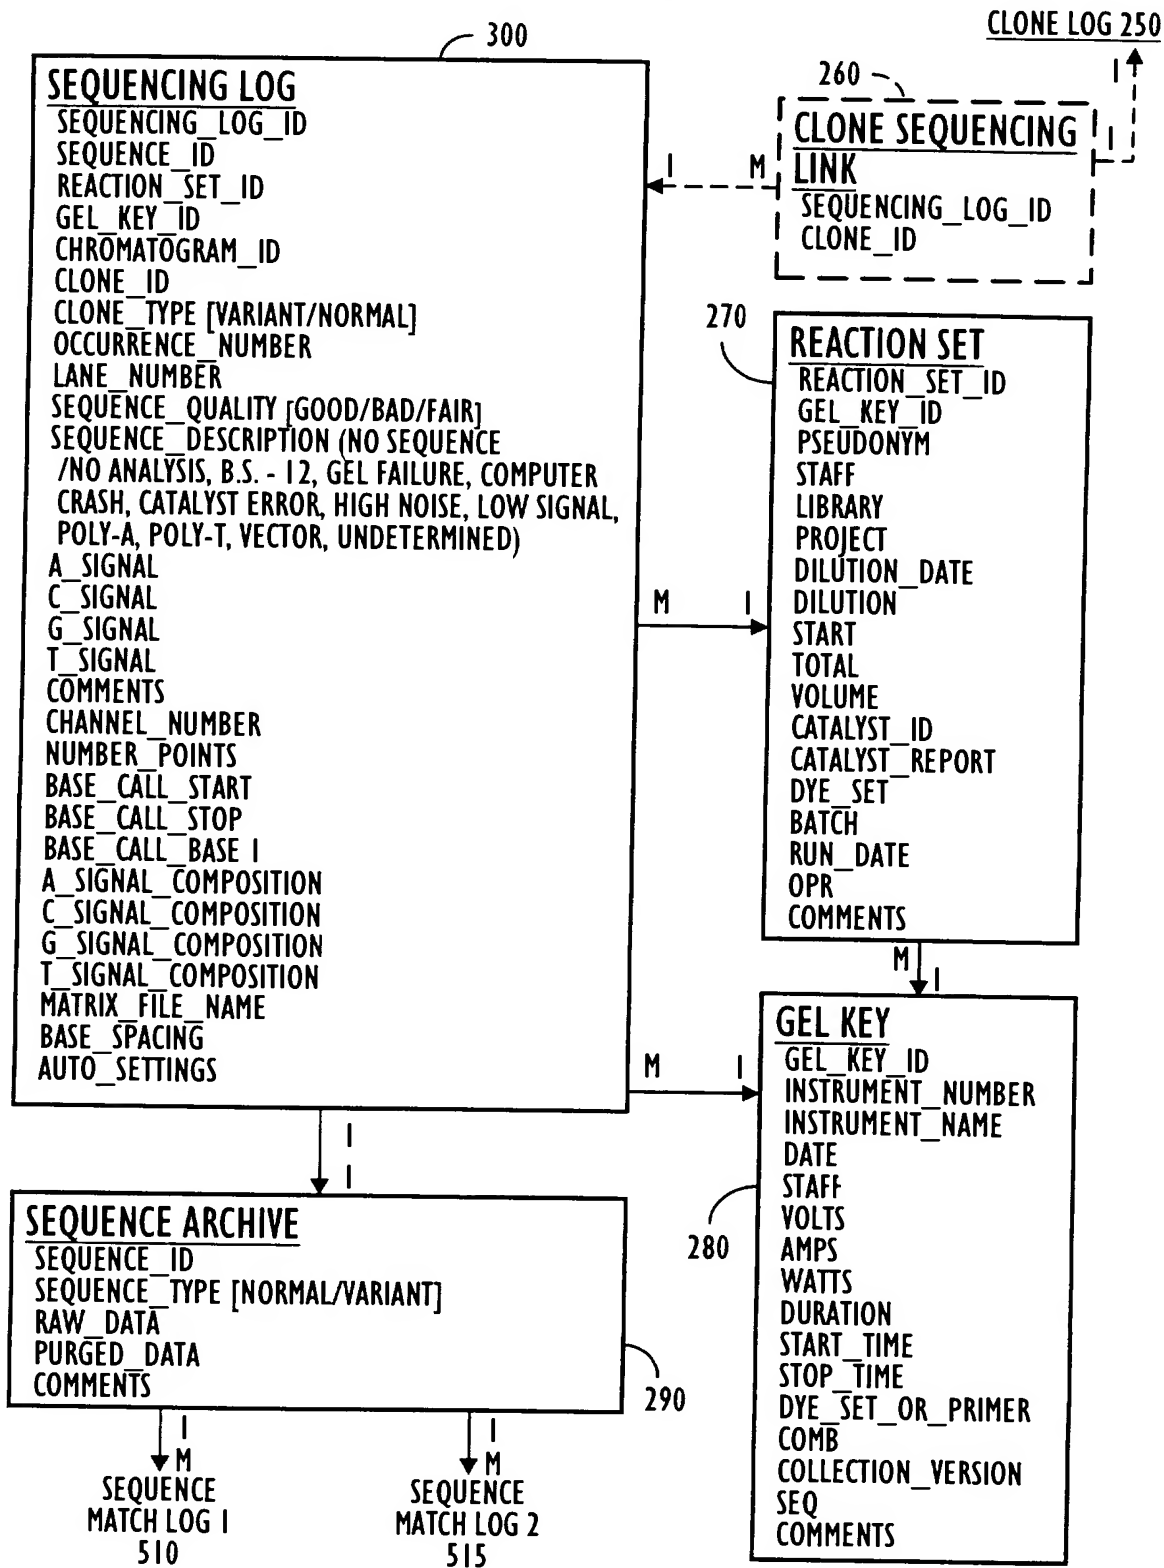 300
SEQUENCING LOG
SEQUENCING_LOG_ID
SEQUENCE_ID
REACTION_SET_ID
GEL_KEY_ID
CHROMATOGRAM_ID
CLONE_ID
CLONE_TYPE [VARIANT/NORMAL]
OCCURRENCE_NUMBER
LANE_NUMBER
SEQUENCE_QUALITY [GOOD/BAD/FAIR]
SEQUENCE_DESCRIPTION (NO SEQUENCE
/NO ANALYSIS, B.S. - 12, GEL FAILURE, COMPUTER
CRASH, CATALYST ERROR, HIGH NOISE, LOW SIGNAL,
POLY-A, POLY-T, VECTOR, UNDETERMINED)
A_SIGNAL
C_SIGNAL
G_SIGNAL
T_SIGNAL
COMMENTS
CHANNEL_NUMBER
NUMBER_POINTS
BASE_CALL_START
BASE_CALL_STOP
BASE_CALL_BASE 1
A_SIGNAL_COMPOSITION
C_SIGNAL_COMPOSITION
G_SIGNAL_COMPOSITION
T_SIGNAL_COMPOSITION
MATRIX_FILE_NAME
BASE_SPACING
AUTO_SETTINGS
CLONE LOG 250
1
260
1
CLONE SEQUENCING
LINK
SEQUENCING_LOG_ID
CLONE_ID
1 M
270
REACTION SET
REACTION_SET_ID
GEL_KEY_ID
PSEUDONYM
STAFF
LIBRARY
PROJECT
DILUTION_DATE
DILUTION
START
TOTAL
VOLUME
CATALYST_ID
CATALYST_REPORT
DYE_SET
BATCH
RUN_DATE
OPR
COMMENTS
M 1
M
1
GEL KEY
GEL_KEY_ID
INSTRUMENT_NUMBER
INSTRUMENT_NAME
DATE
STAFF
VOLTS
AMPS
WATTS
DURATION
START_TIME
STOP_TIME
DYE_SET_OR_PRIMER
COMB
COLLECTION_VERSION
SEQ
COMMENTS
M 1
280
1
1
SEQUENCE ARCHIVE
SEQUENCE_ID
SEQUENCE_TYPE [NORMAL/VARIANT]
RAW_DATA
PURGED_DATA
COMMENTS
290
1
M
SEQUENCE
MATCH LOG 1
510
1
M
SEQUENCE
MATCH LOG 2
515